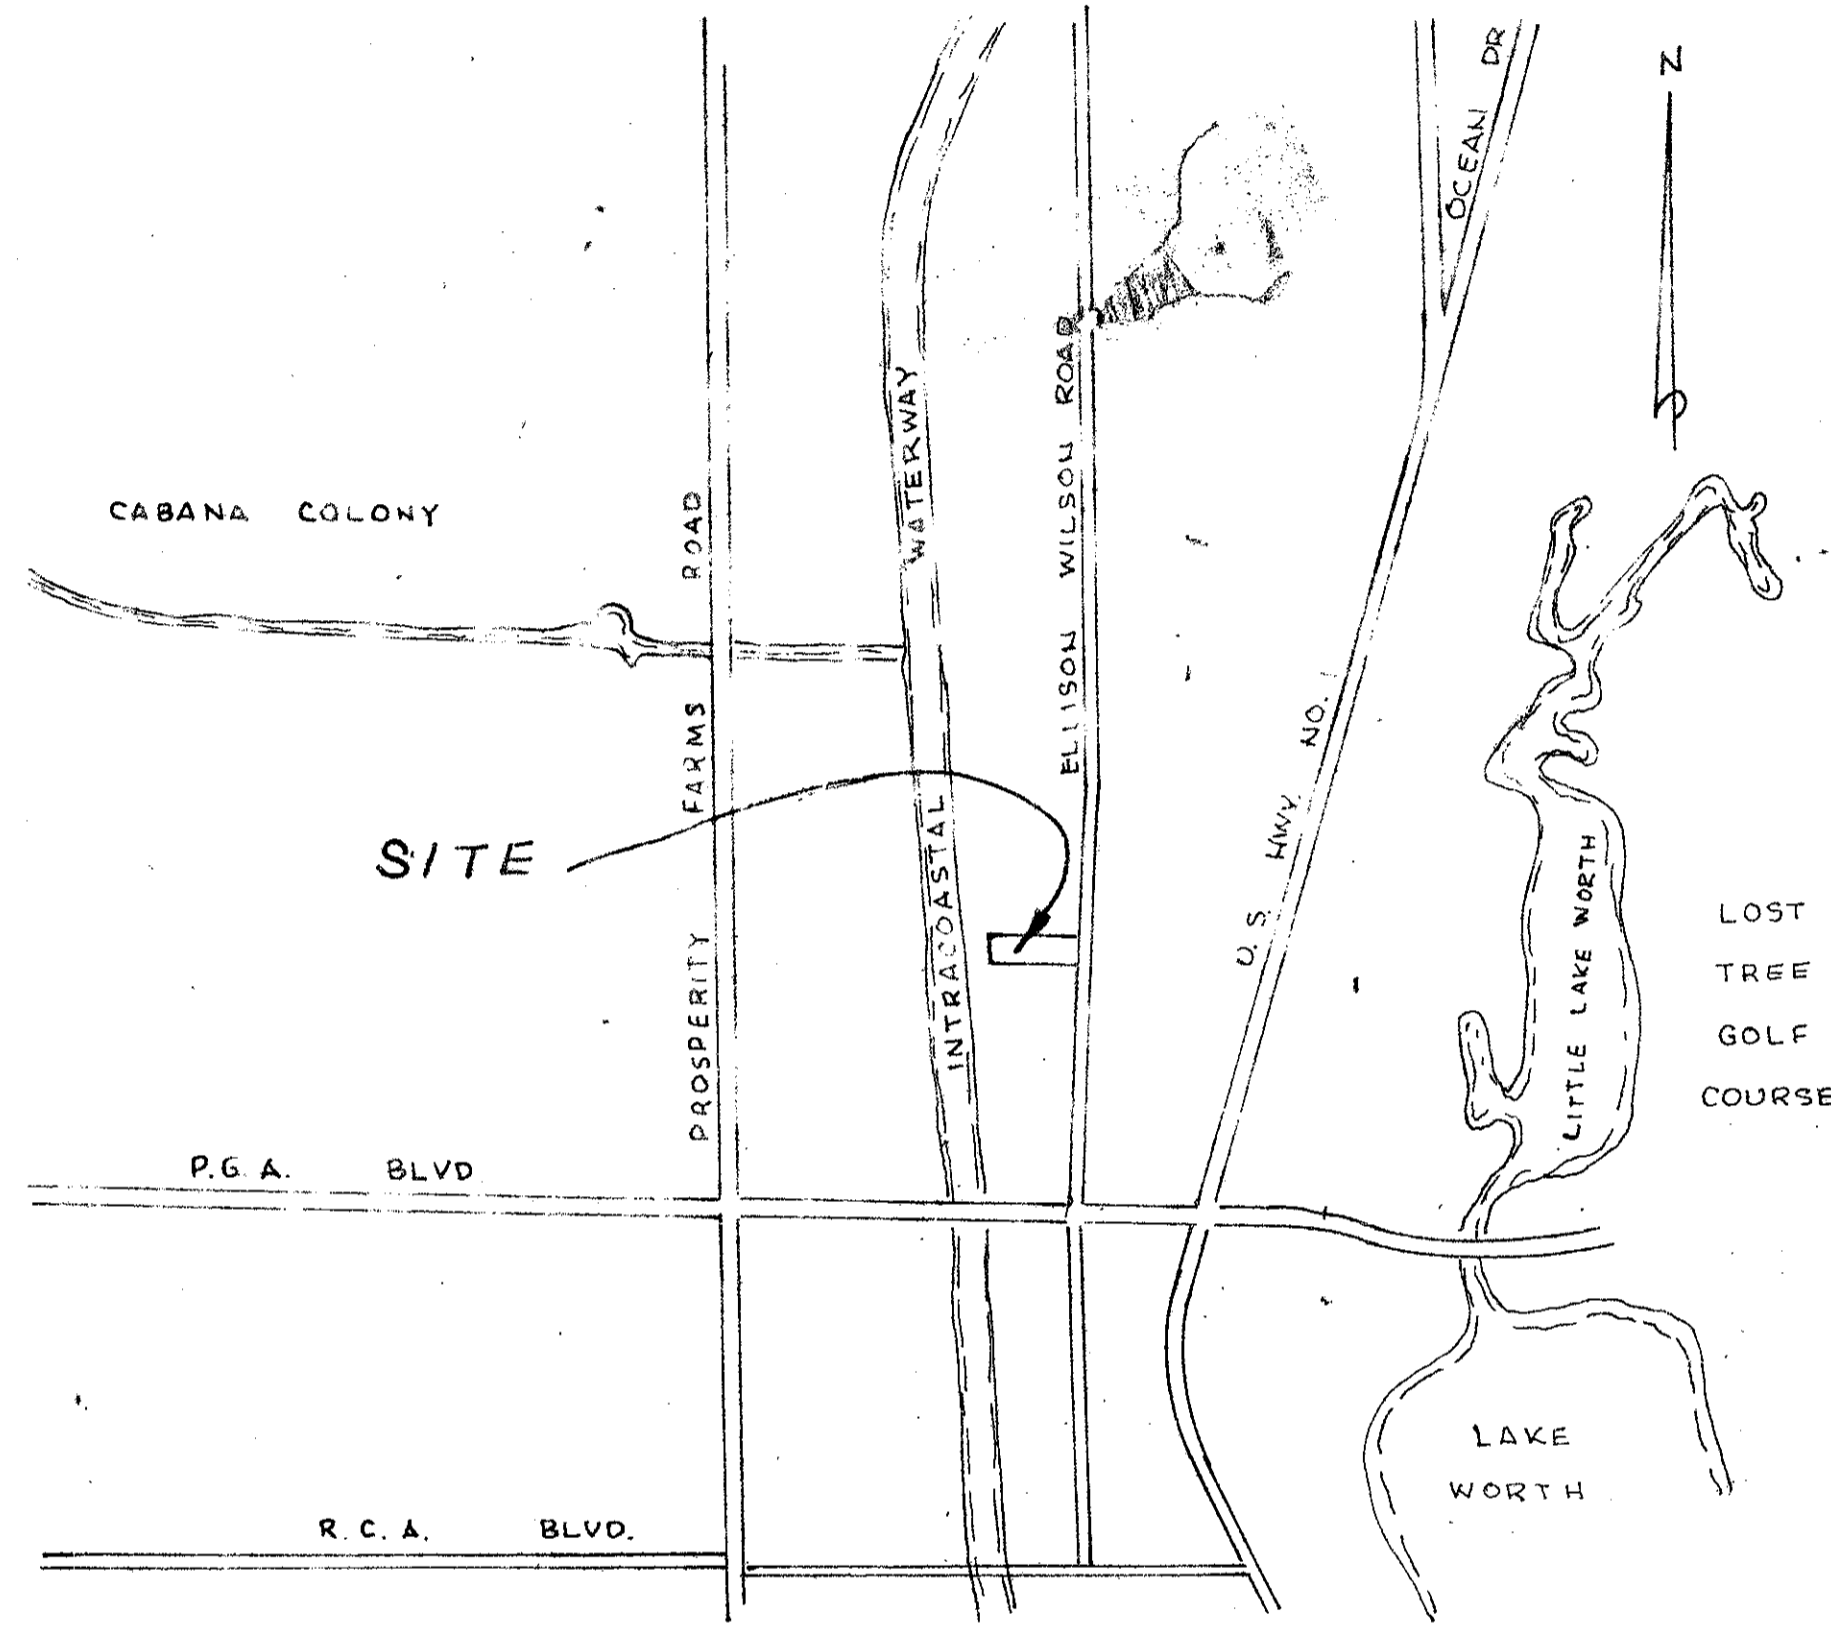 N
OCEAN DR
WATERWAY
ELLISON WILSON ROAD
CABANA COLONY
PROSPERITY FARMS ROAD
U.S. HWY. NO. 1
SITE
INTRACOASTAL
LITTLE LAKE WORTH
LOST
TREE
GOLF
COURSE
P.G.A. BLVD
LAKE
WORTH
R.C.A. BLVD.